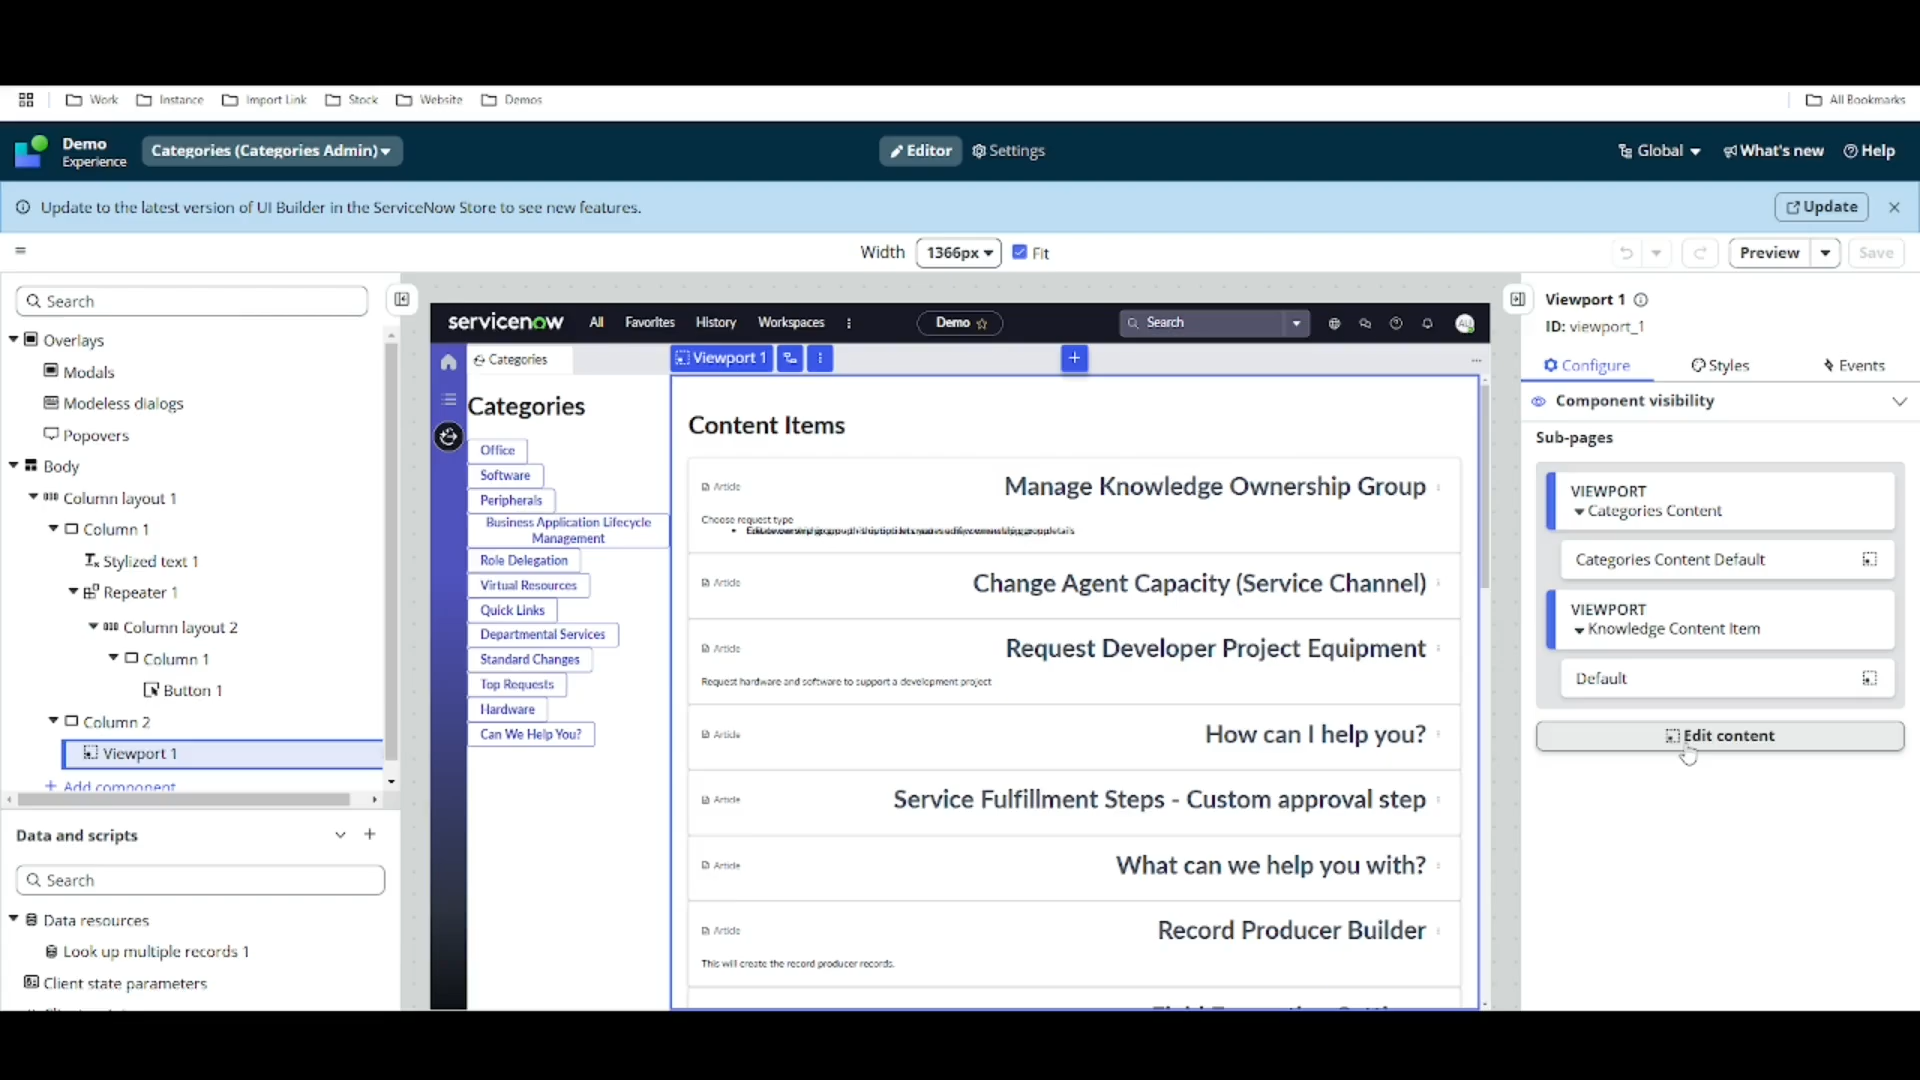 Work Instance Import Link Stock Website Demos All Bookmarks
Demo
Experience
Categories (Categories Admin)
Editor Settings
Global What's new Help
Update to the latest version of UI Builder in the ServiceNow Store to see new features.
Update
Width 1366px Fit
Preview Save
Search
Overlays
Modals
Modeless dialogs
Popovers
Body
Column layout 1
Column 1
Stylized text 1
Repeater 1
Column layout 2
Column 1
Button 1
Column 2
Viewport 1
Add component
Data and scripts
Search
Data resources
Look up multiple records 1
Client state parameters
servicenow All Favorites History Workspaces Demo Search AU
Categories
Viewport 1
Categories
Office
Software
Peripherals
Business Application Lifecycle
Management
Role Delegation
Virtual Resources
Quick Links
Departmental Services
Standard Changes
Top Requests
Hardware
Can We Help You?
Content Items
Article Manage Knowledge Ownership Group
Choose request type
Article Change Agent Capacity (Service Channel)
Article Request Developer Project Equipment
Request hardware and software to support a development project
Article How can I help you?
Article Service Fulfillment Steps - Custom approval step
Article What can we help you with?
Article Record Producer Builder
This will create the record producer records.
Viewport 1
ID: viewport_1
Configure Styles Events
Component visibility
Sub-pages
VIEWPORT
Categories Content
Categories Content Default
VIEWPORT
Knowledge Content Item
Default
Edit content